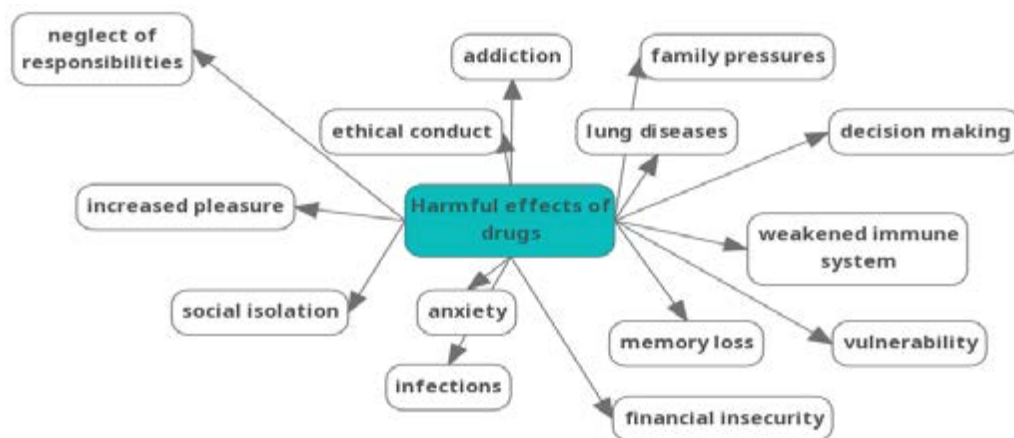 neglect of
responsibilities
addiction
family pressures
ethical conduct
lung diseases
decision making
increased pleasure
Harmful effects of
drugs
weakened immune
system
social isolation
anxiety
memory loss
vulnerability
infections
financial insecurity